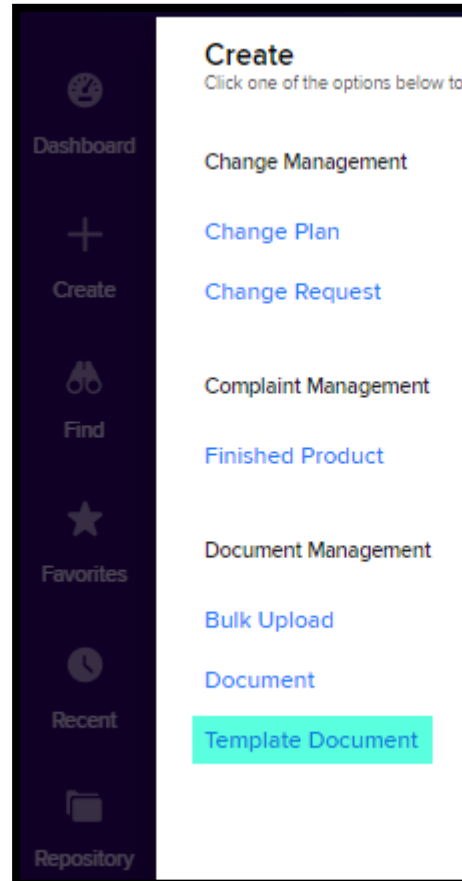 Dashboard
Create
Find
Favorites
Recent
Repository
Create
Click one of the options below to
Change Management
Change Plan
Change Request
Complaint Management
Finished Product
Document Management
Bulk Upload
Document
Template Document